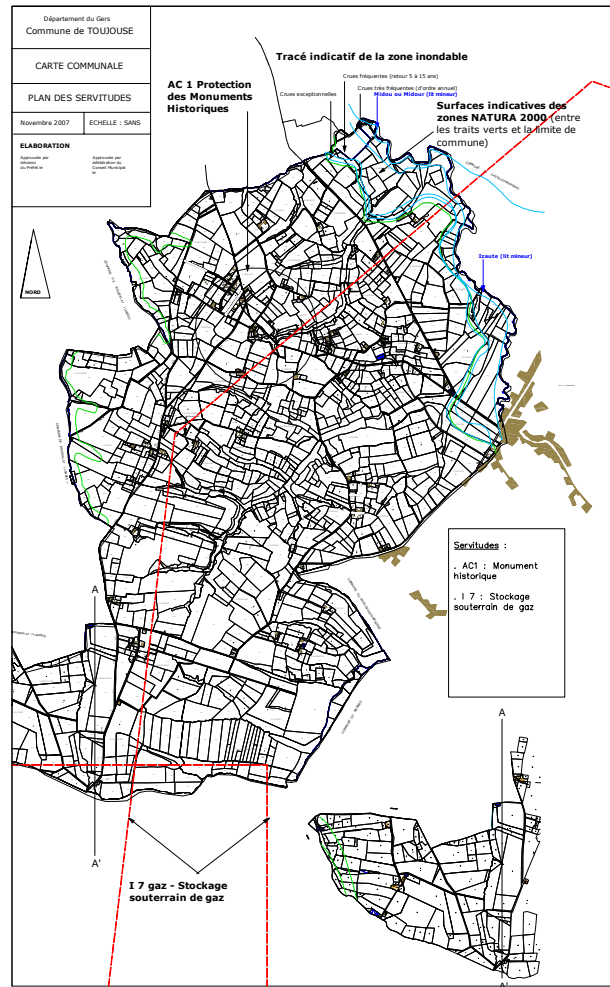 Département du Gers
Commune de TOUJOUSE
CARTE COMMUNALE
PLAN DES SERVITUDES
Novembre 2007
ECHELLE : SANS
ELABORATION
Approuvée par
décision
du Préfet le
Approuvée par
délibération du
Conseil Municipal
le
NORD
Tracé indicatif de la zone inondable
Crues fréquentes (retour 5 à 15 ans)
Crues très fréquentes (d'ordre annuel)
Crues exceptionnelles
Midou ou Midour (lit mineur)
AC 1 Protection
des Monuments
Historiques
Surfaces indicatives des
zones NATURA 2000 (entre
les traits verts et la limite de
commune)
Izaute (lit mineur)
Servitudes :
. AC1 : Monument
historique
. I 7 : Stockage
souterrain de gaz
A
A'
I 7 gaz - Stockage
souterrain de gaz
A
A'